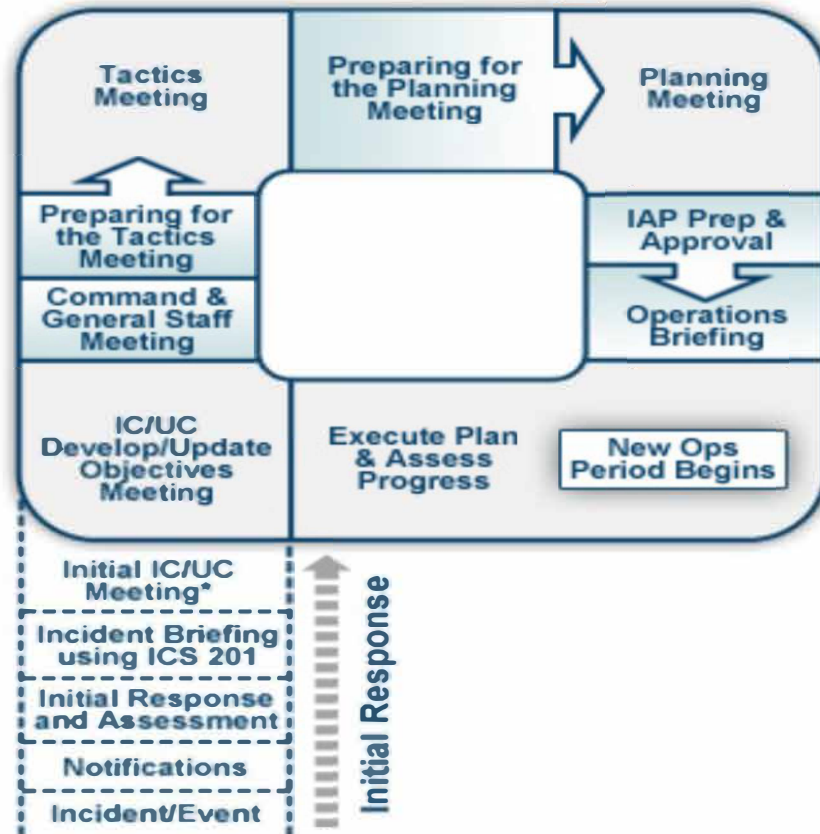 Tactics
Meeting
Preparing for
the Planning
Meeting
Planning
Meeting
Preparing for
the Tactics
Meeting
IAP Prep &
Approval
Command &
General Staff
Meeting
Operations
Briefing
IC/UC
Develop/Update
Objectives
Meeting
Execute Plan
& Assess
Progress
New Ops
Period Begins
Initial IC/UC
Meeting*
Incident Briefing
using ICS 201
Initial Response
and Assessment
Notifications
Incident/Event
Initial Response